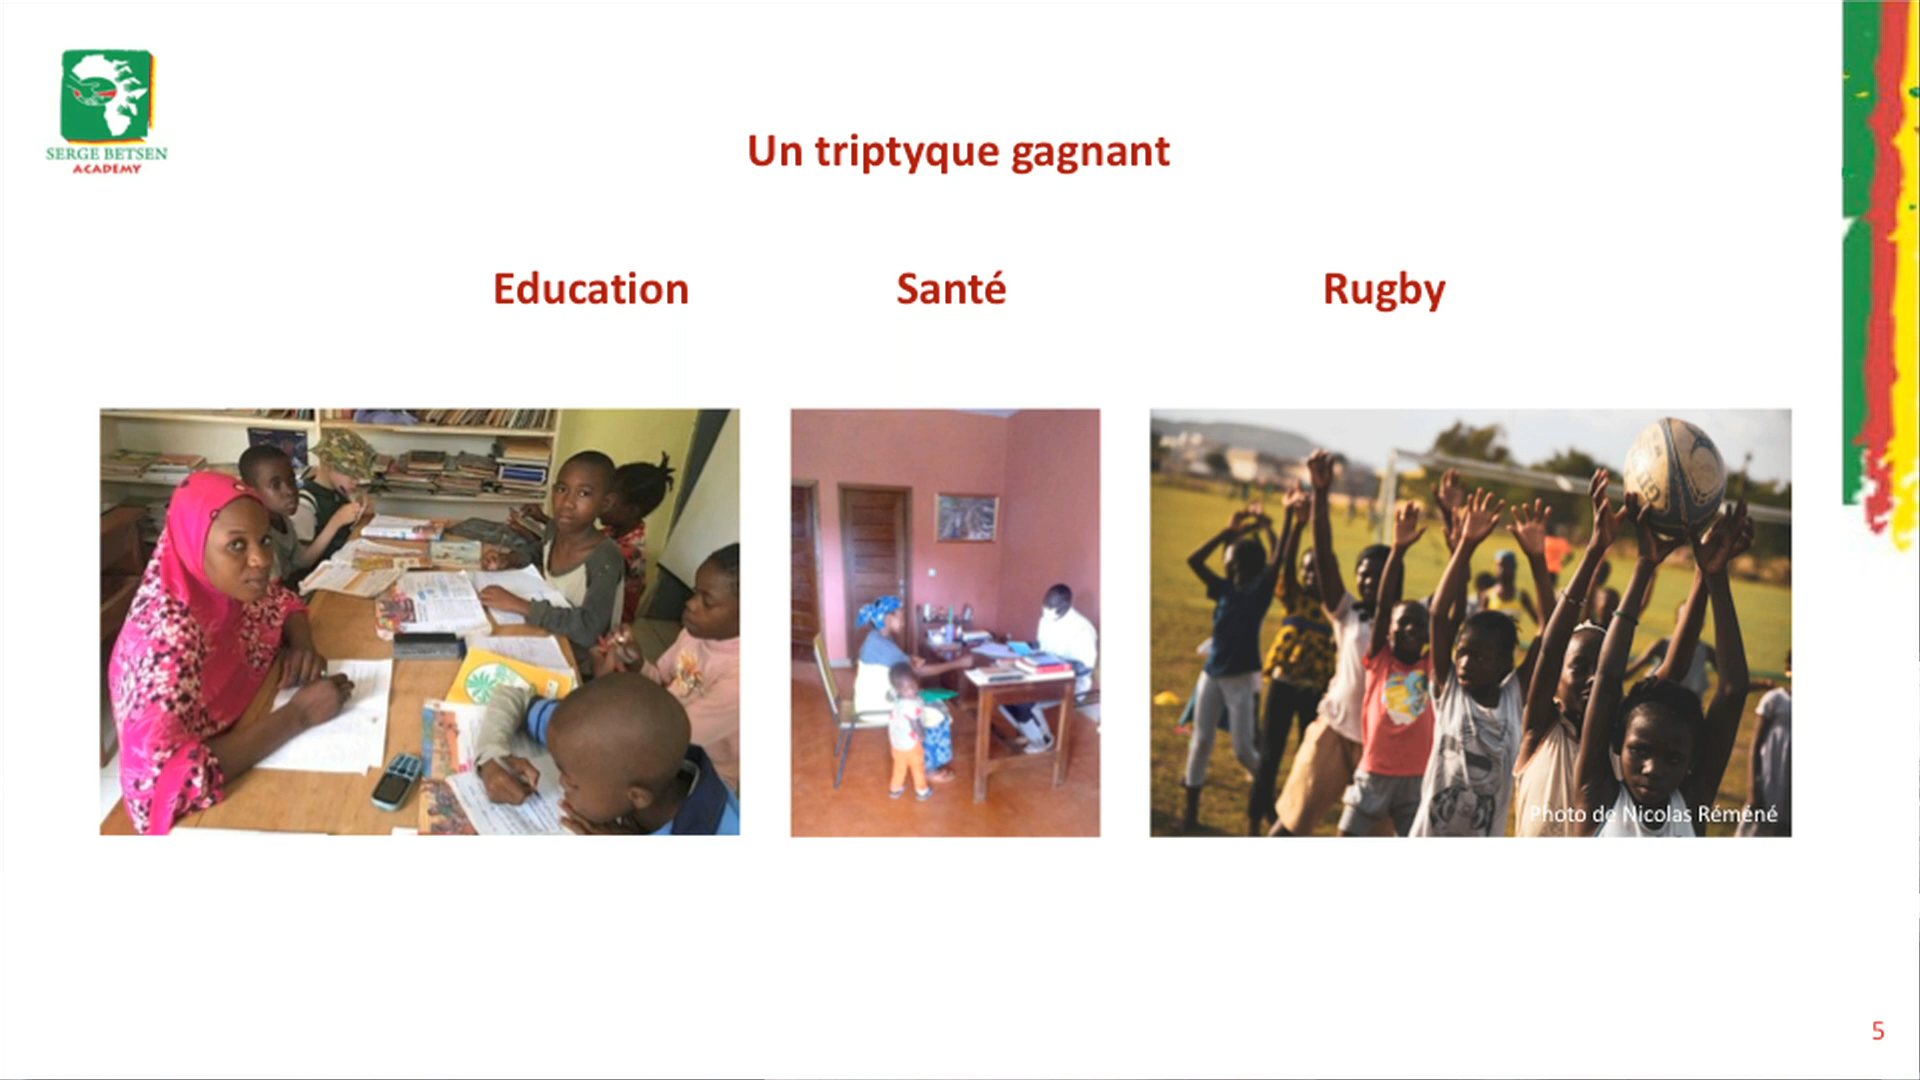 SERGE BETSEN
ACADEMY
Un triptyque gagnant
Education
Santé
Rugby
Photo de Nicolas Réméné
5